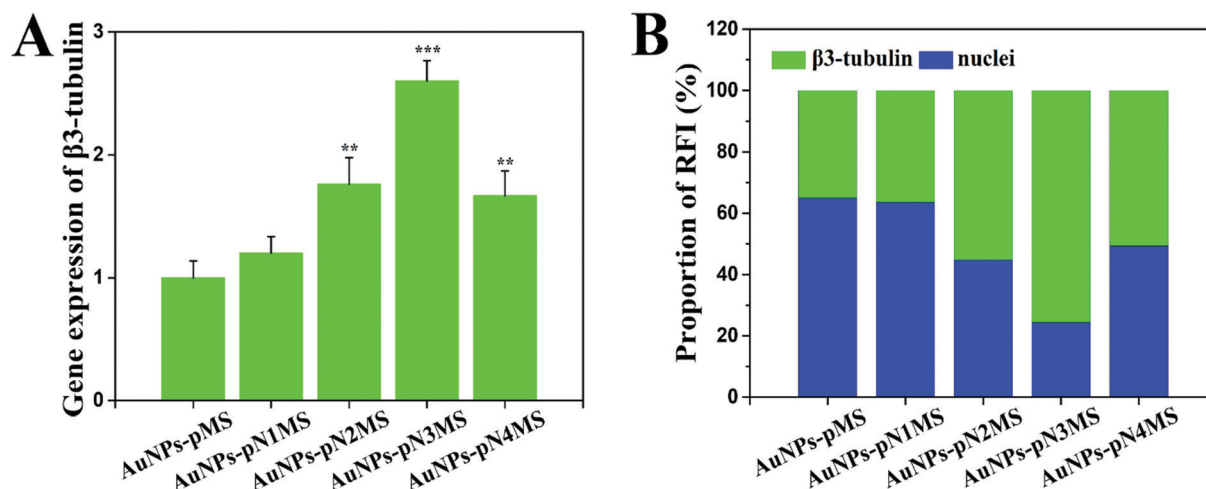 A
Gene expression of β3-tubulin
3
2
1
0
**
***
**
AuNPs-pMS
AuNPs-pN1MS
AuNPs-pN2MS
AuNPs-pN3MS
AuNPs-pN4MS
B
Proportion of RFI (%)
120
100
80
60
40
20
0
β3-tubulin nuclei
AuNPs-pMS
AuNPs-pN1MS
AuNPs-pN2MS
AuNPs-pN3MS
AuNPs-pN4MS